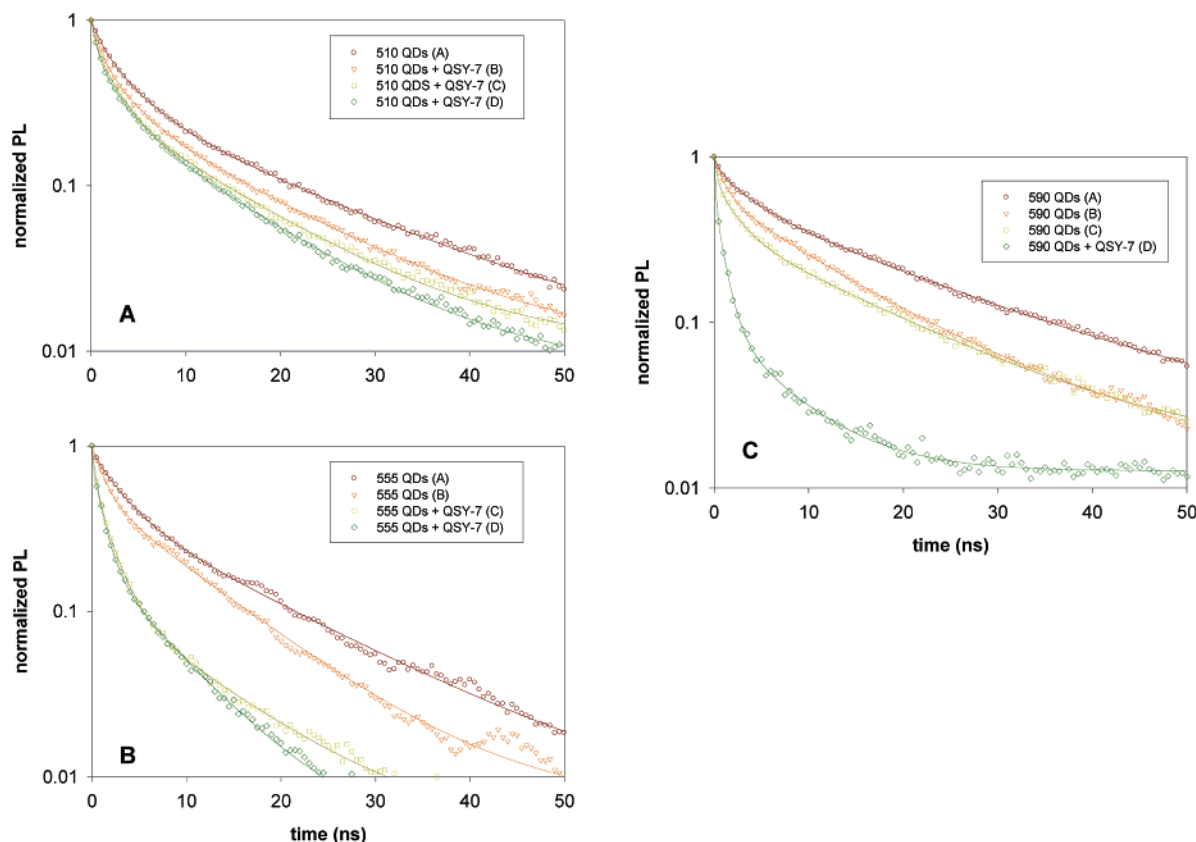 1
0.1
0.01
normalized PL
510 QDs (A)
510 QDs + QSY-7 (B)
510 QDS + QSY-7 (C)
510 QDs + QSY-7 (D)
A
0 10 20 30 40 50
1
0.1
0.01
normalized PL
555 QDs (A)
555 QDs (B)
555 QDs + QSY-7 (C)
555 QDs + QSY-7 (D)
B
0 10 20 30 40 50
time (ns)
1
0.1
0.01
normalized PL
590 QDs (A)
590 QDs (B)
590 QDs (C)
590 QDs + QSY-7 (D)
C
0 10 20 30 40 50
time (ns)